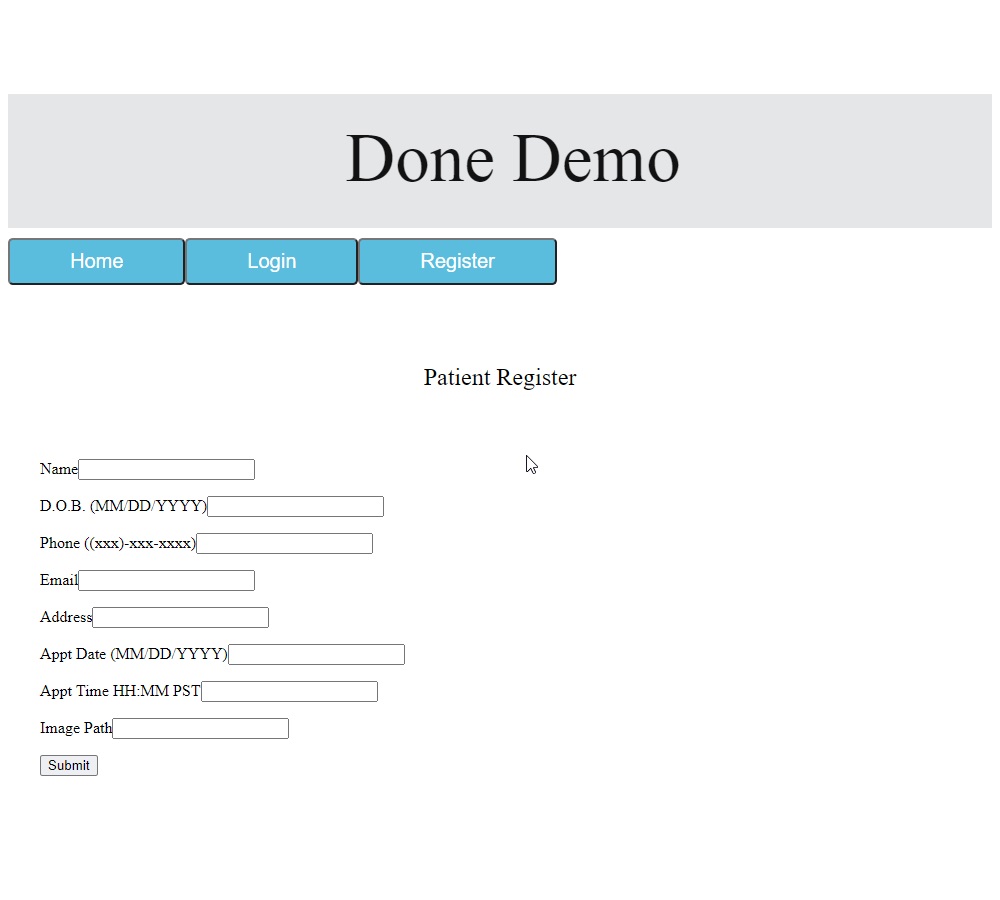 Done Demo
Home Login Register
Patient Register
Name
D.O.B. (MM/DD/YYYY)
Phone ((xxx)-xxx-xxxx)
Email
Address
Appt Date (MM/DD/YYYY)
Appt Time HH:MM PST
Image Path
Submit